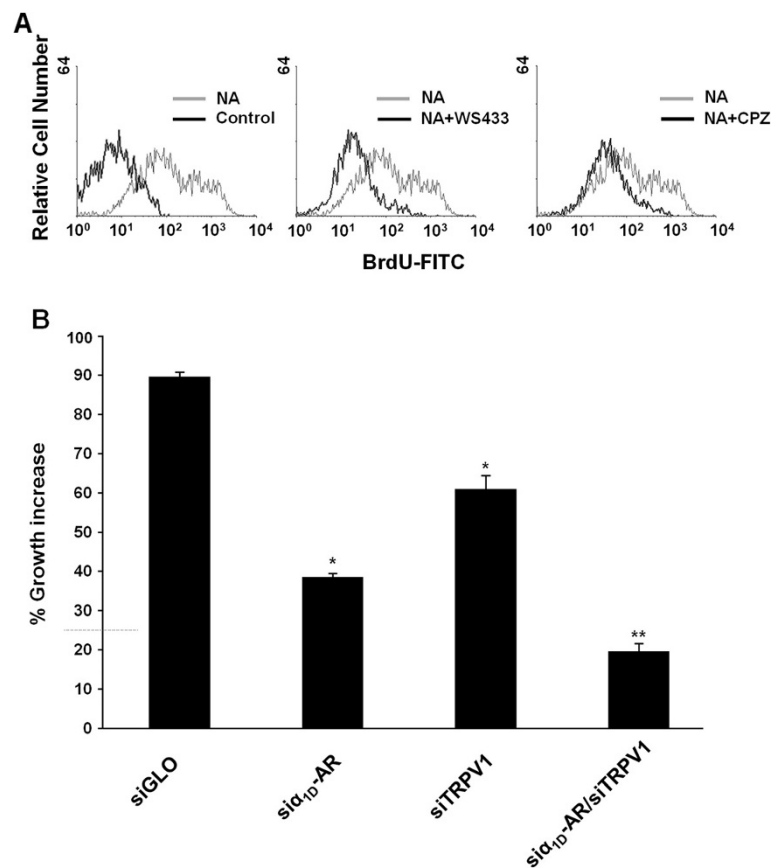 A
Relative Cell Number
64
NA
Control
10⁰ 10¹ 10² 10³ 10⁴
64
NA
NA+WS433
10⁰ 10¹ 10² 10³ 10⁴
64
NA
NA+CPZ
10⁰ 10¹ 10² 10³ 10⁴
BrdU-FITC
B
% Growth increase
100
90
80
70
60
50
40
30
20
10
0
*
*
**
siGLO
siα₁D-AR
siTRPV1
siα₁D-AR/siTRPV1